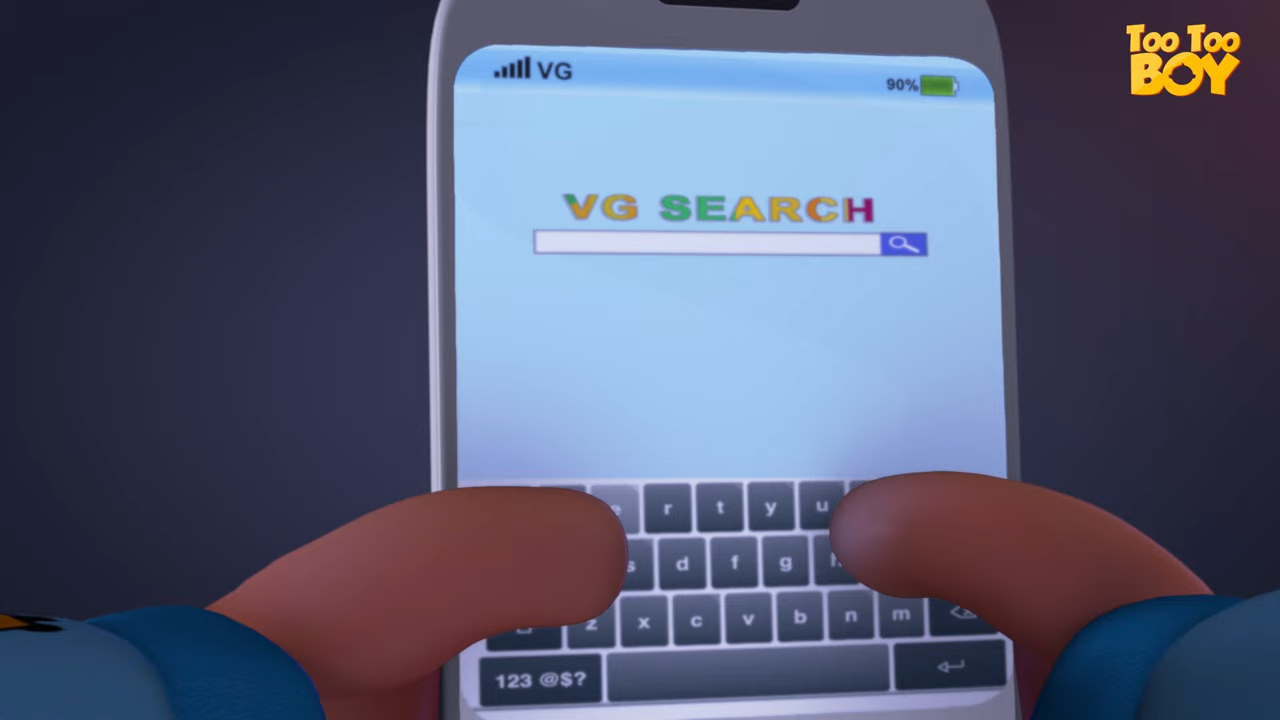 TOO TOO
BOY
VG
90%
VG SEARCH
e r t y u
s d f g
z x c v b n m
123 @$?